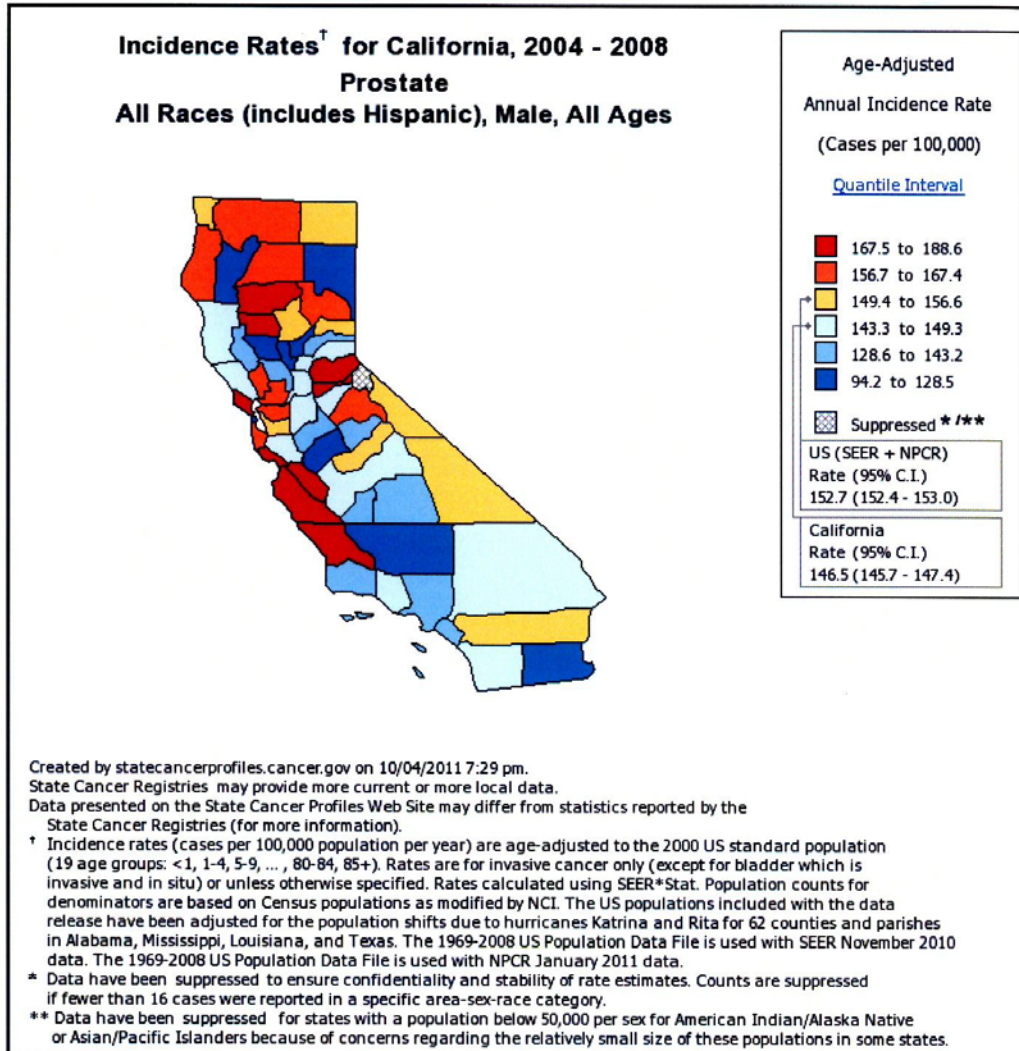 Incidence Rates† for California, 2004 - 2008
Prostate
All Races (includes Hispanic), Male, All Ages
Age-Adjusted
Annual Incidence Rate
(Cases per 100,000)
Quantile Interval
167.5 to 188.6
156.7 to 167.4
149.4 to 156.6
143.3 to 149.3
128.6 to 143.2
94.2 to 128.5
Suppressed */**
US (SEER + NPCR)
Rate (95% C.I.)
152.7 (152.4 - 153.0)
California
Rate (95% C.I.)
146.5 (145.7 - 147.4)
Created by statecancerprofiles.cancer.gov on 10/04/2011 7:29 pm.
State Cancer Registries may provide more current or more local data.
Data presented on the State Cancer Profiles Web Site may differ from statistics reported by the
State Cancer Registries (for more information).
† Incidence rates (cases per 100,000 population per year) are age-adjusted to the 2000 US standard population
(19 age groups: <1, 1-4, 5-9, ... , 80-84, 85+). Rates are for invasive cancer only (except for bladder which is
invasive and in situ) or unless otherwise specified. Rates calculated using SEER*Stat. Population counts for
denominators are based on Census populations as modified by NCI. The US populations included with the data
release have been adjusted for the population shifts due to hurricanes Katrina and Rita for 62 counties and parishes
in Alabama, Mississippi, Louisiana, and Texas. The 1969-2008 US Population Data File is used with SEER November 2010
data. The 1969-2008 US Population Data File is used with NPCR January 2011 data.
* Data have been suppressed to ensure confidentiality and stability of rate estimates. Counts are suppressed
if fewer than 16 cases were reported in a specific area-sex-race category.
** Data have been suppressed for states with a population below 50,000 per sex for American Indian/Alaska Native
or Asian/Pacific Islanders because of concerns regarding the relatively small size of these populations in some states.